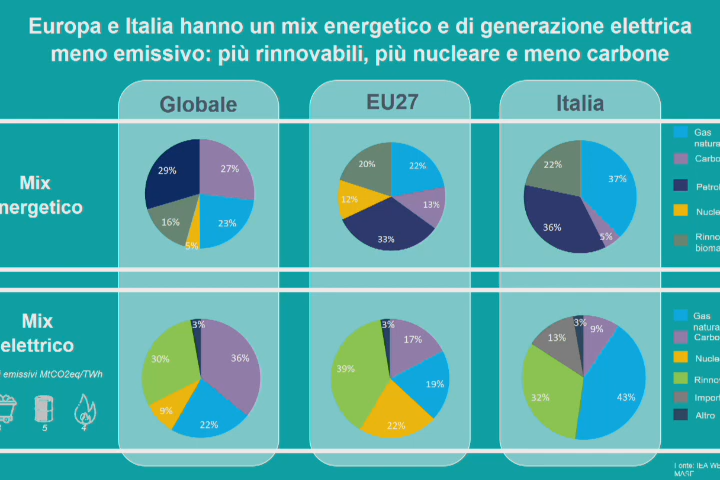 Europa e Italia hanno un mix energetico e di generazione elettrica
meno emissivo: più rinnovabili, più nucleare e meno carbone
Globale
EU27
Italia
Mix
nergetico
29%
27%
16%
5%
23%
20%
22%
12%
13%
33%
22%
37%
36%
5%
Gas
natura
Carbo
Petrol
Nucle
Rinno
bioma
Mix
elettrico
i emissivi MtCO2eq/TWh
5
4
3%
30%
36%
9%
22%
3%
17%
39%
19%
22%
3%
9%
13%
32%
43%
Gas
natura
Carbo
Nucle
Rinno
Import
Altro
Fonte: IEA WE
MASE